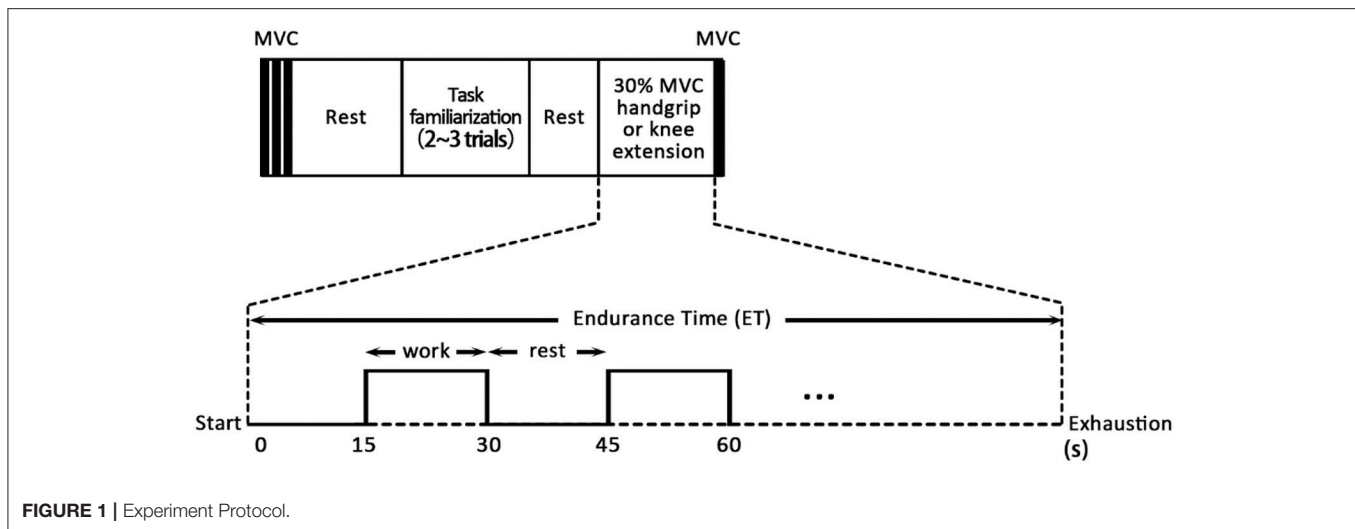 MVC MVC
Rest
Task
familiarization
(2~3 trials)
Rest
30% MVC
handgrip
or knee
extension
Endurance Time (ET)
work rest
...
Start Exhaustion
0 15 30 45 60 (s)
FIGURE 1 | Experiment Protocol.